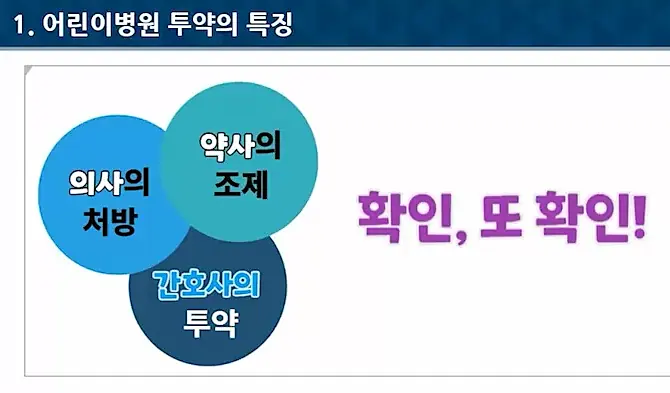 1. 어린이병원 투약의 특징
의사의
처방
약사의
조제
간호사의
투약
확인, 또 확인!